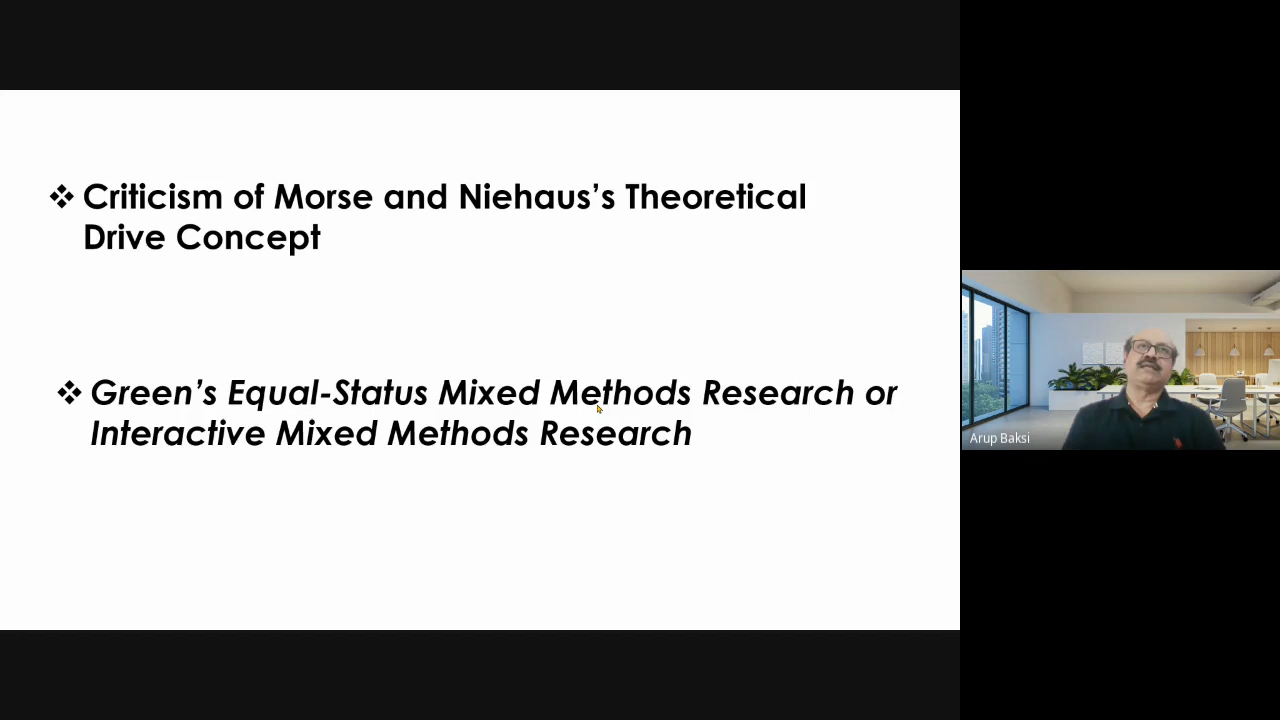 ❖ Criticism of Morse and Niehaus’s Theoretical
Drive Concept
❖ Green’s Equal-Status Mixed Methods Research or
Interactive Mixed Methods Research
Arup Baksi